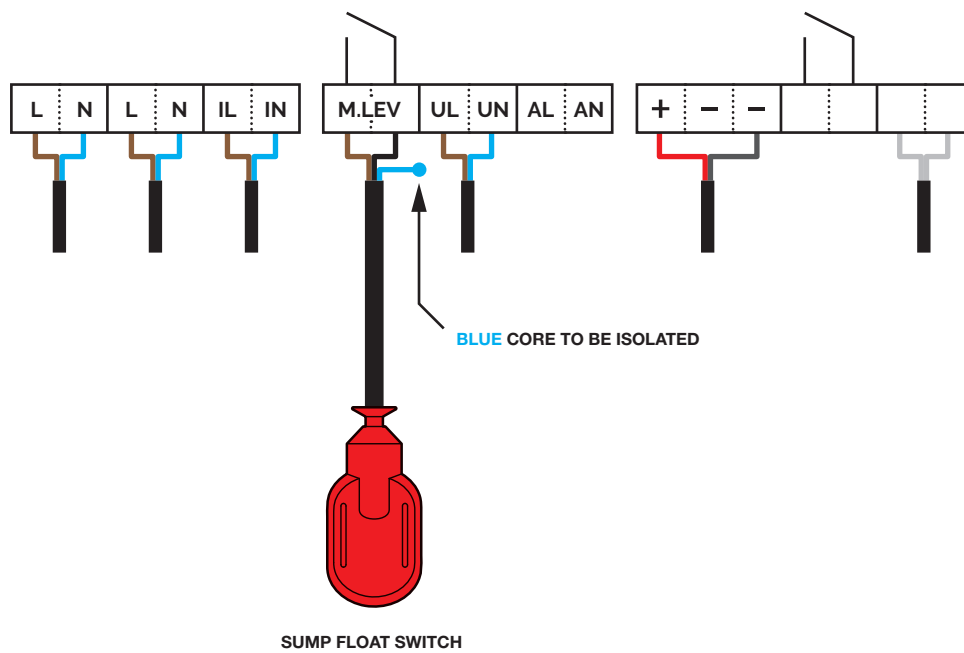 L N L N IL IN M.LEV UL UN AL AN + − −
BLUE CORE TO BE ISOLATED
SUMP FLOAT SWITCH